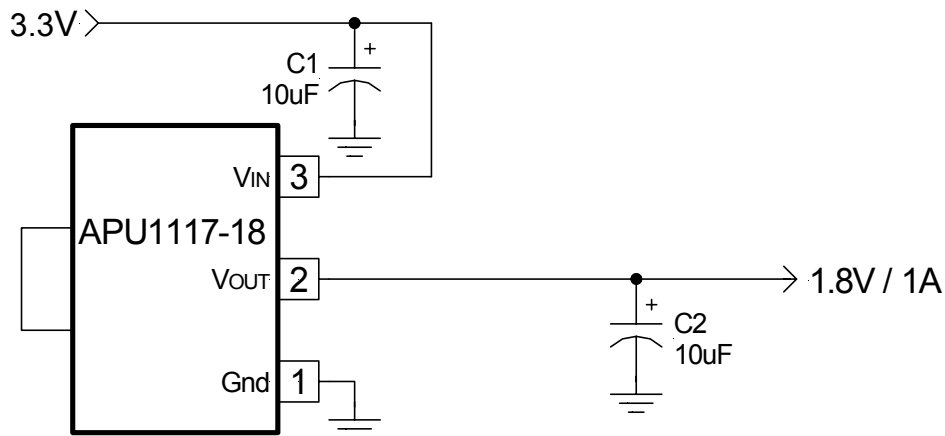 3.3V
+
C1
10uF
VIN 3
APU1117-18
VOUT 2
1.8V / 1A
+
C2
10uF
Gnd 1